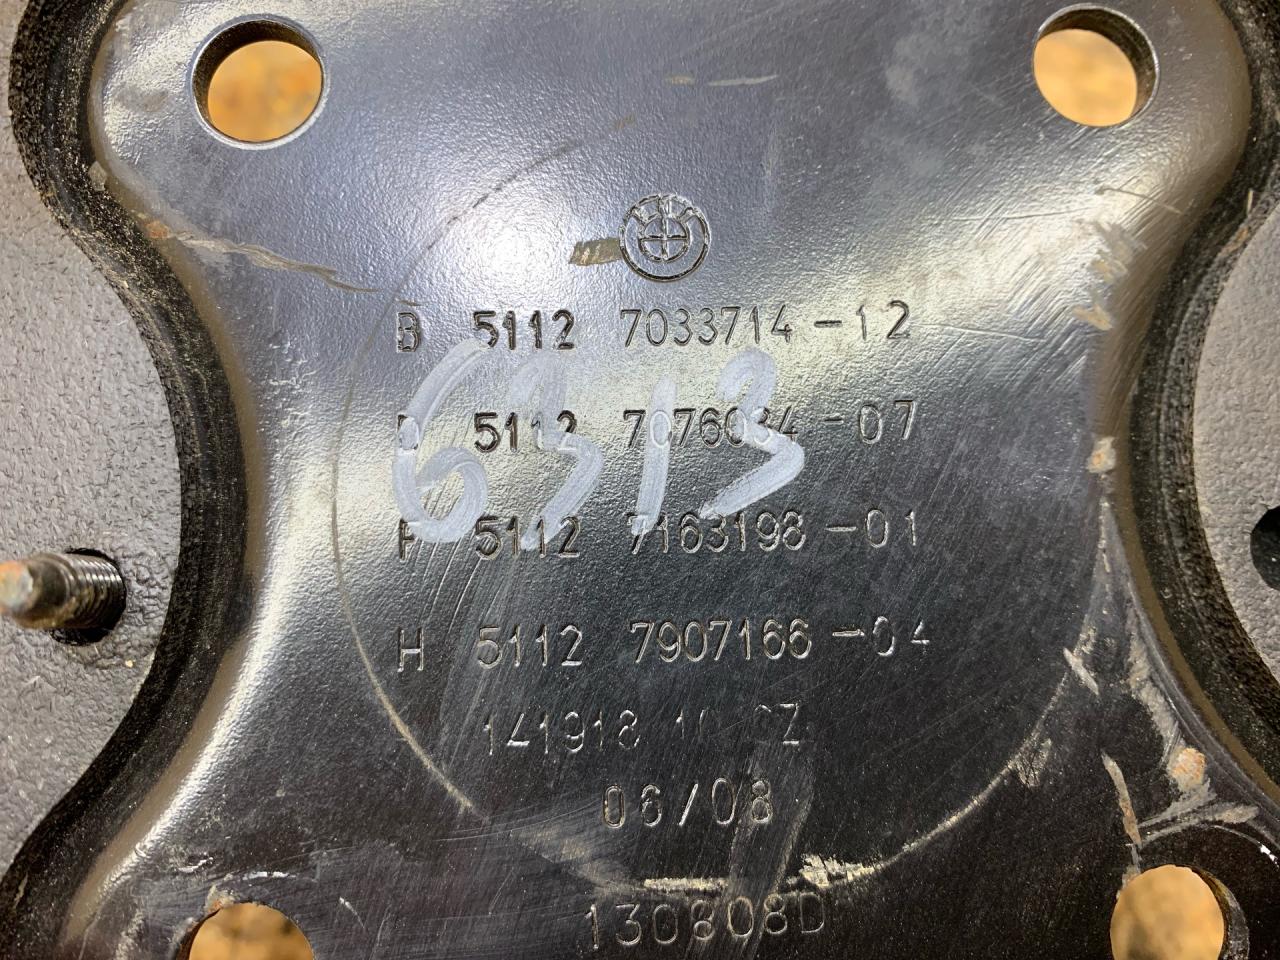 B 5112 7033714-12
6313
D 5112 7076034-07
F 5112 7163198-01
H 5112 7907166-04
141918
06/08
130808D